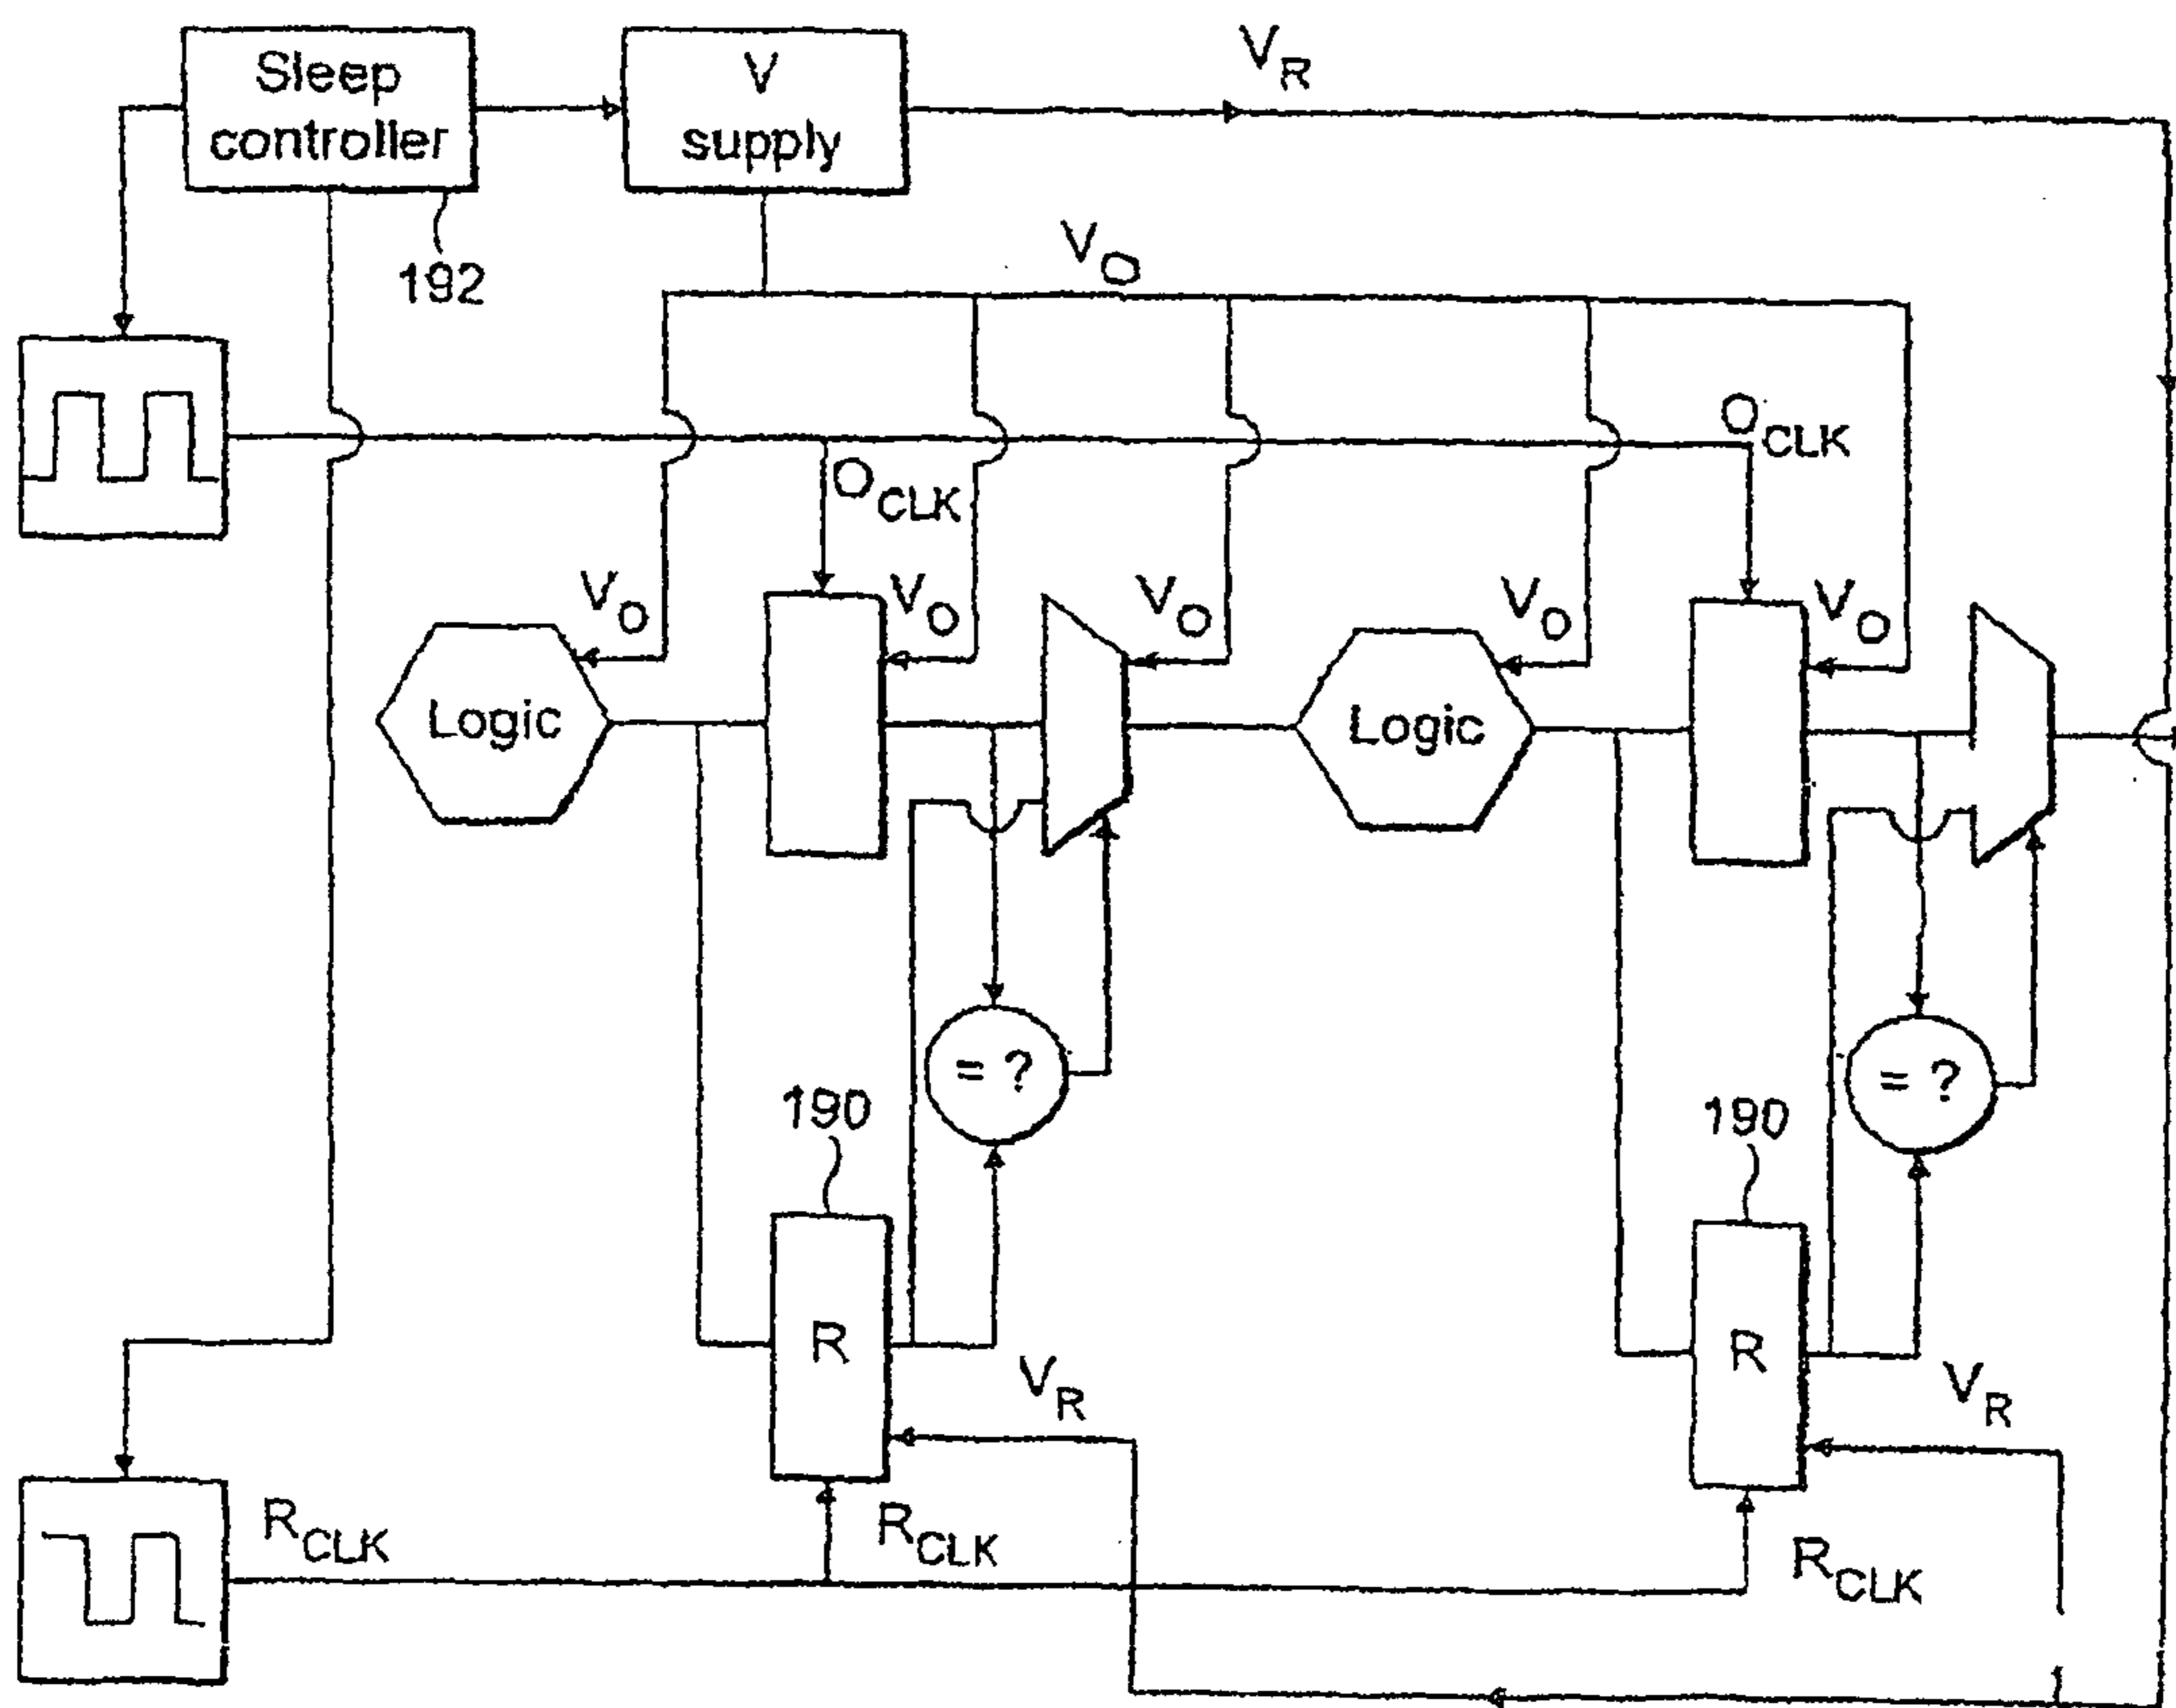 Sleep
controller
V
supply
V_R
192
V_O
O_CLK
O_CLK
V_O
V_O
V_O
V_O
V_O
Logic
Logic
= ?
= ?
190
190
R
R
V_R
V_R
R_CLK
R_CLK
R_CLK